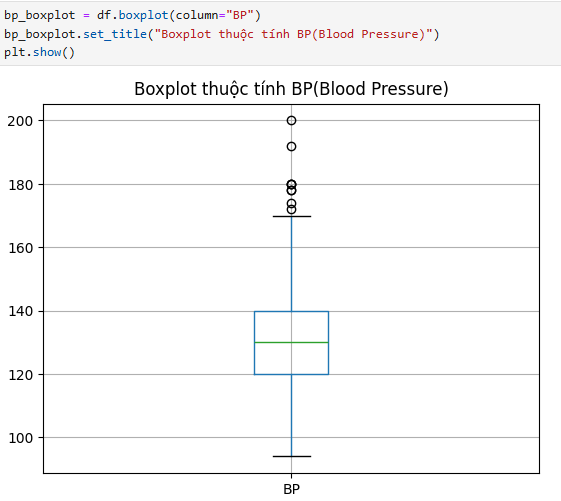 bp_boxplot = df.boxplot(column="BP")
bp_boxplot.set_title("Boxplot thuộc tính BP(Blood Pressure)")
plt.show()
Boxplot thuộc tính BP(Blood Pressure)
200
180
160
140
120
100
BP